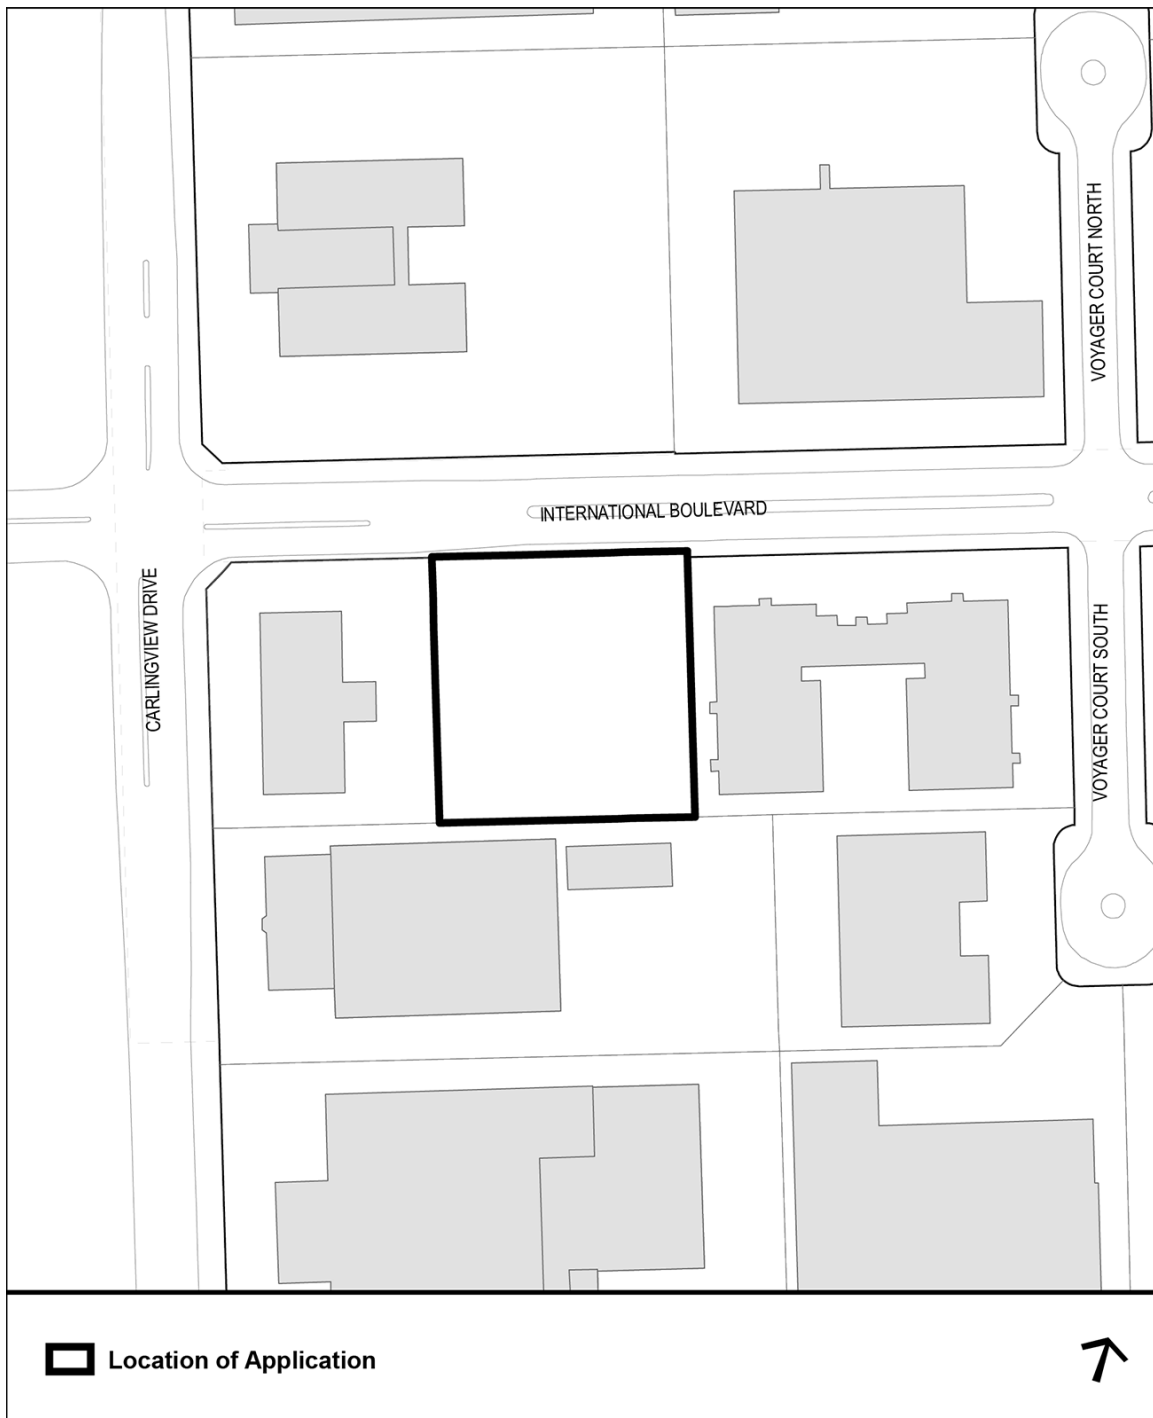 VOYAGER COURT NORTH
INTERNATIONAL BOULEVARD
CARLINGVIEW DRIVE
VOYAGER COURT SOUTH
Location of Application